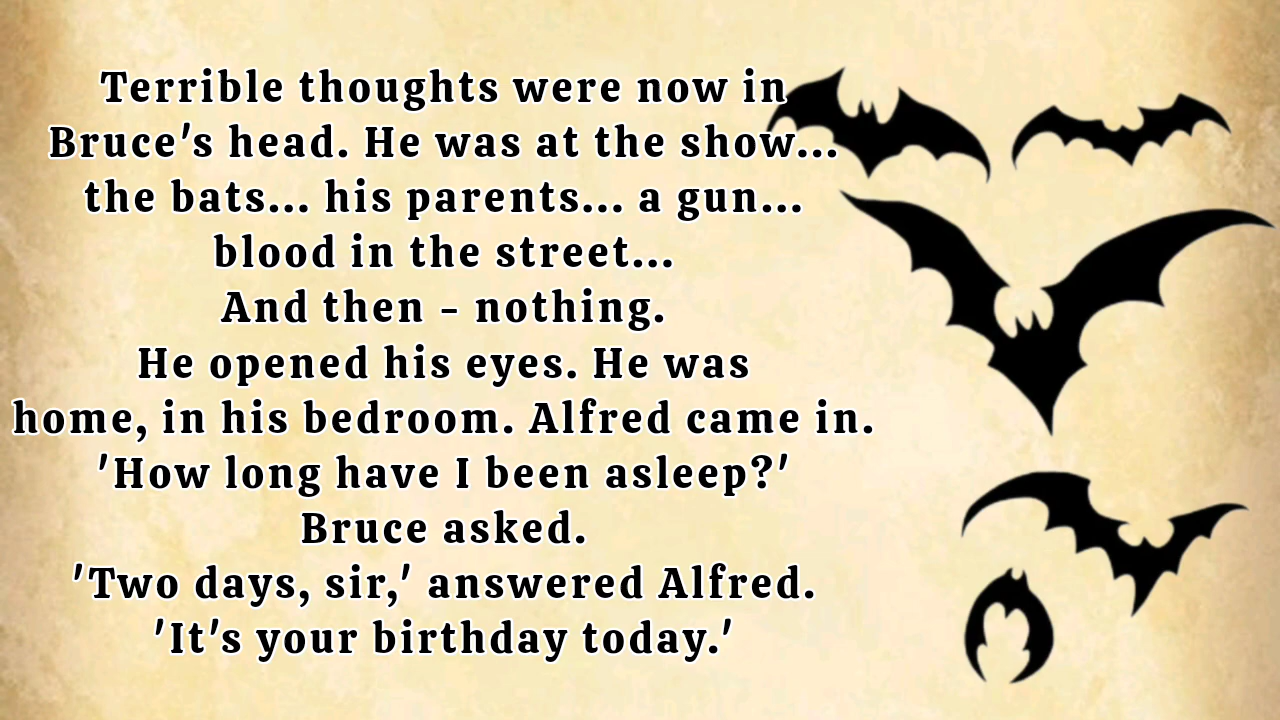 Terrible thoughts were now in
Bruce's head. He was at the show...
the bats... his parents... a gun...
blood in the street...
And then - nothing.
He opened his eyes. He was
home, in his bedroom. Alfred came in.
'How long have I been asleep?'
Bruce asked.
'Two days, sir,' answered Alfred.
'It's your birthday today.'